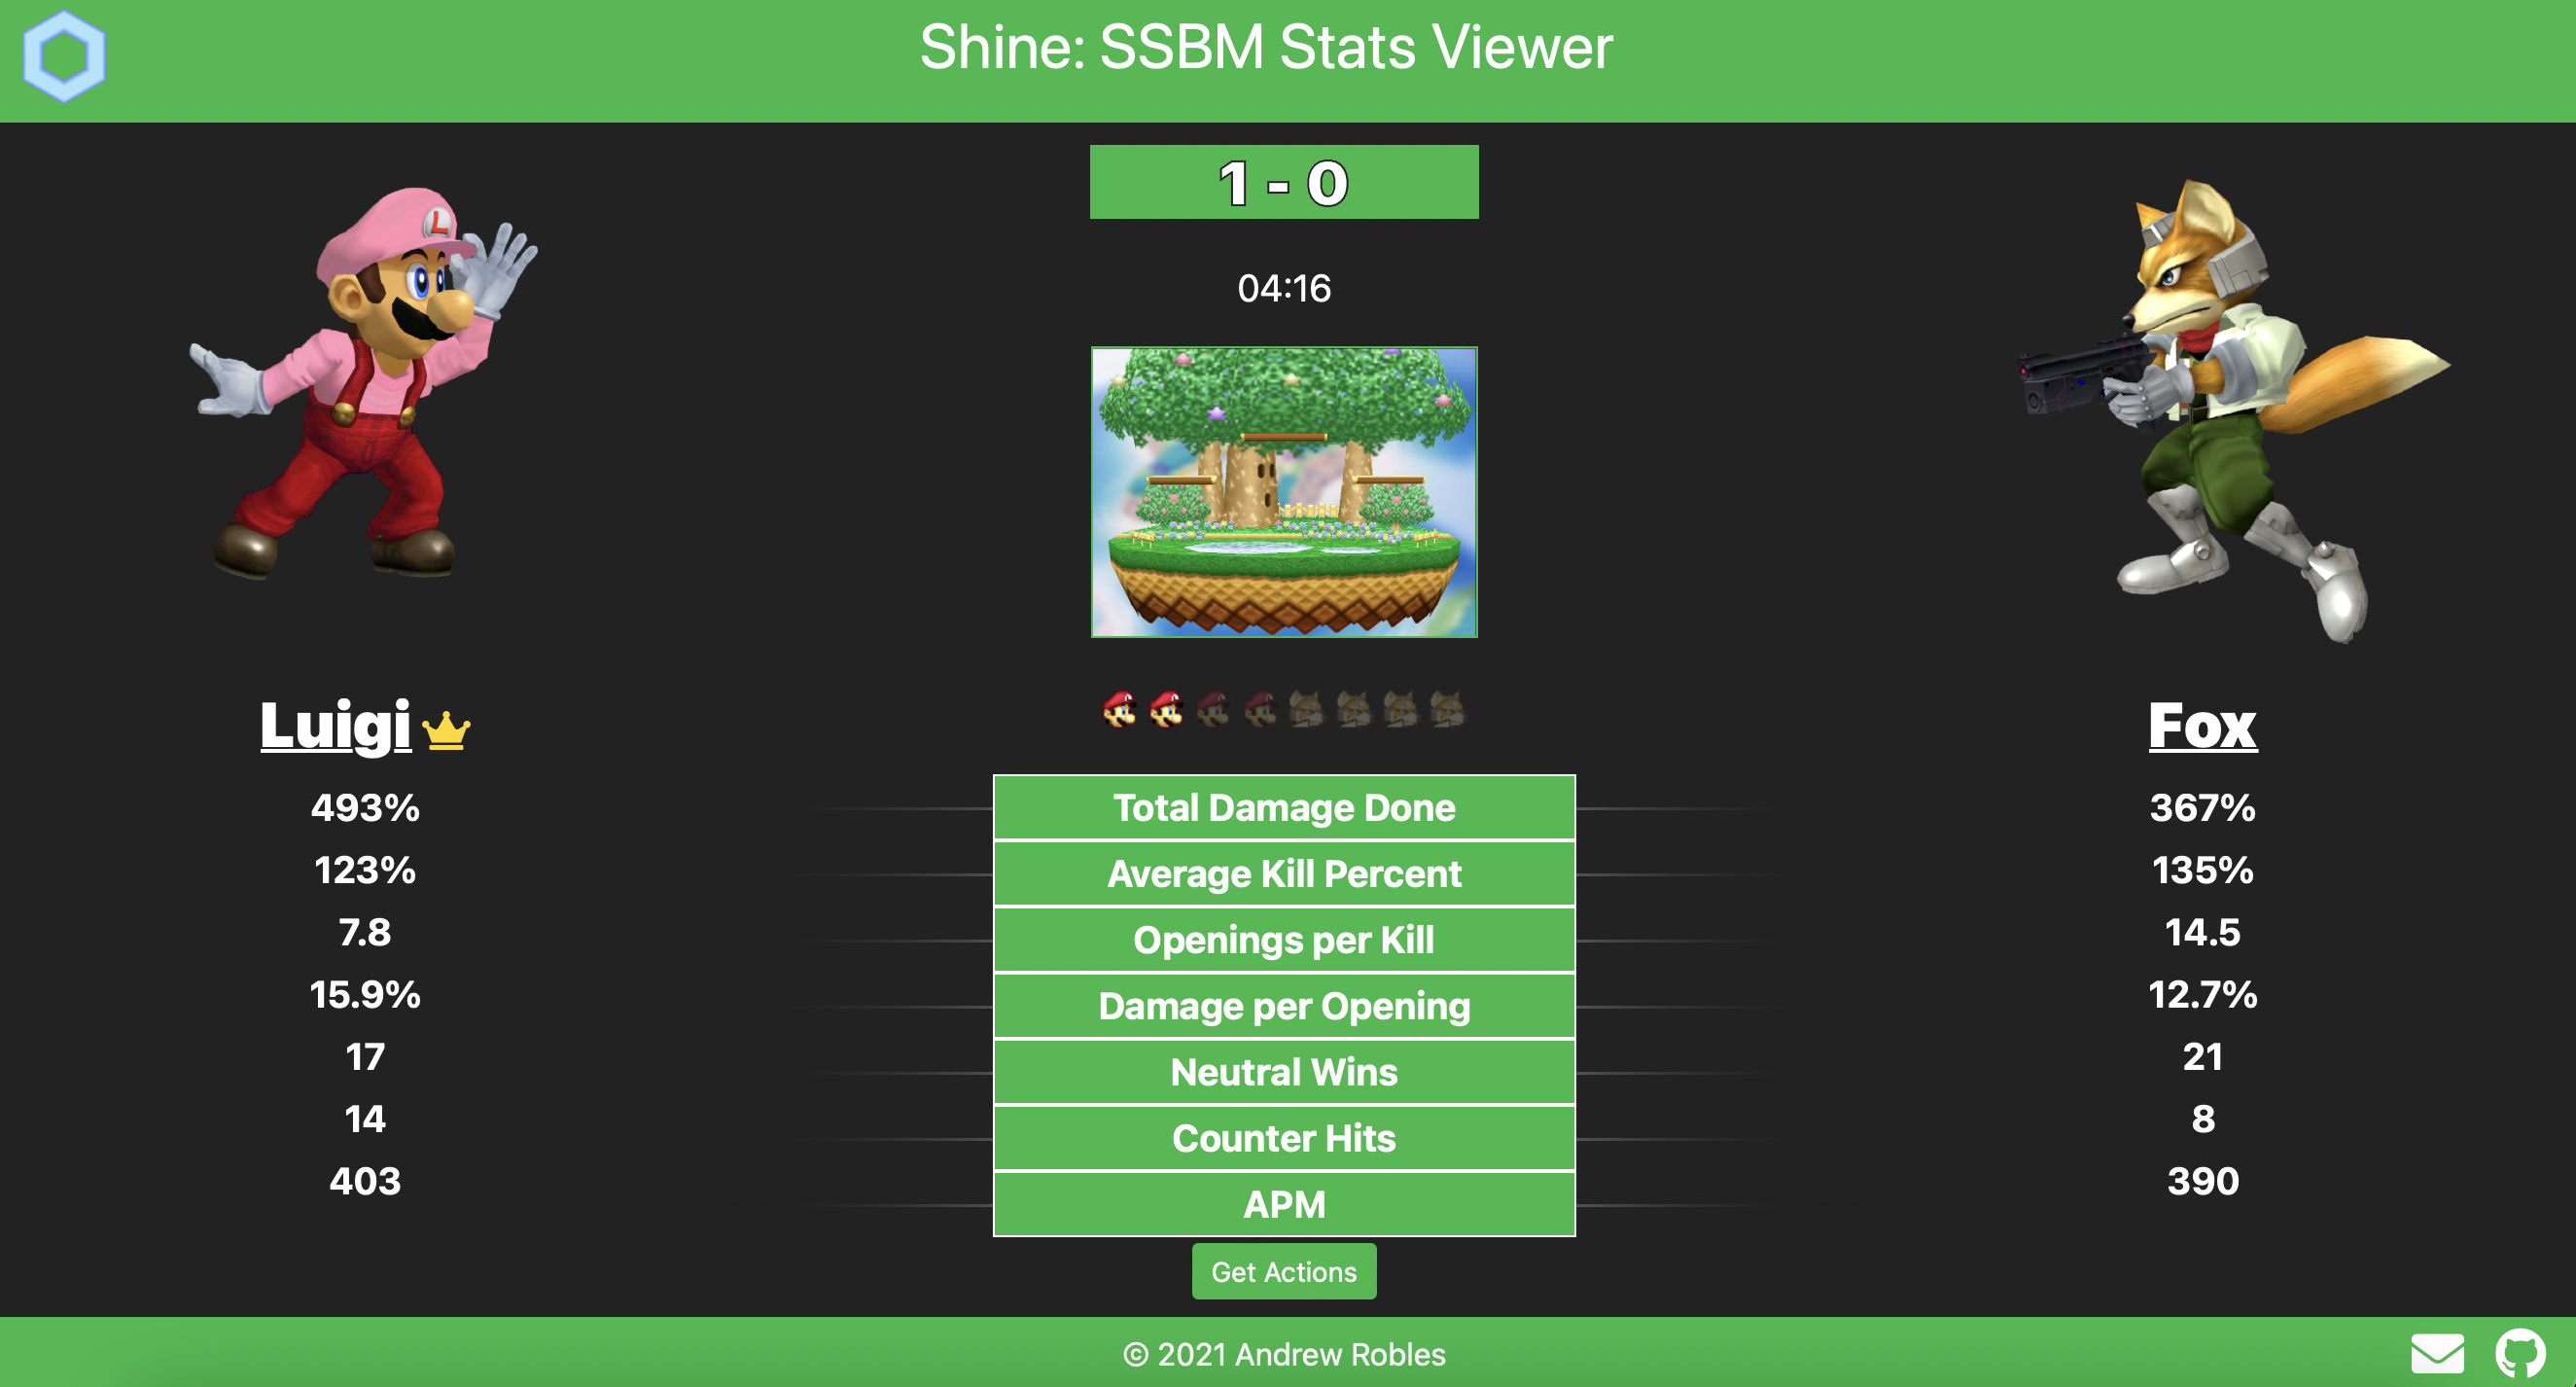 Shine: SSBM Stats Viewer
1 - 0
04:16
L
Luigi
Fox
493% Total Damage Done 367%
123% Average Kill Percent 135%
7.8 Openings per Kill 14.5
15.9% Damage per Opening 12.7%
17 Neutral Wins 21
14 Counter Hits 8
403 APM 390
Get Actions
© 2021 Andrew Robles